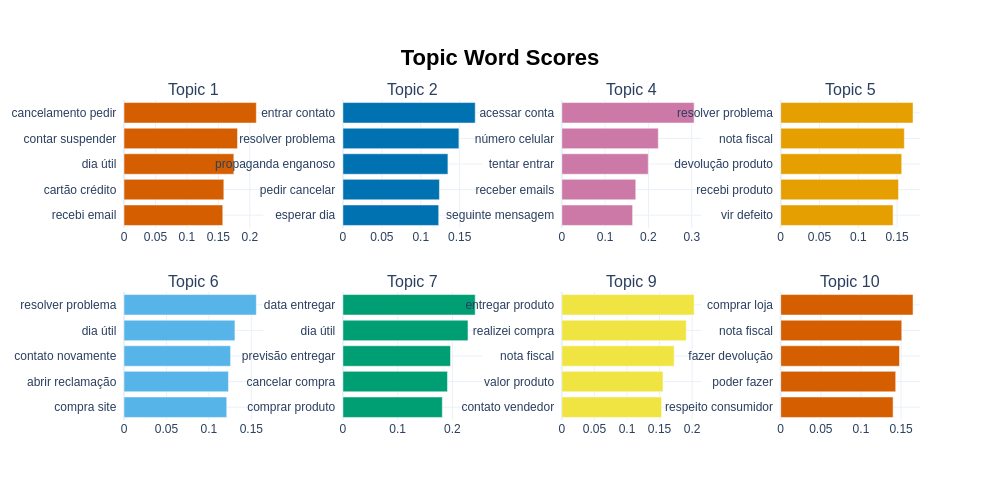 Topic Word Scores
Topic 1
cancelamento pedir
contar suspender
dia útil
cartão crédito
recebi email
0 0.05 0.1 0.15 0.2
Topic 2
entrar contato
resolver problema
propaganda enganoso
pedir cancelar
esperar dia
0 0.05 0.1 0.15
Topic 4
acessar conta
número celular
tentar entrar
receber emails
seguinte mensagem
0 0.1 0.2 0.3
Topic 5
resolver problema
nota fiscal
devolução produto
recebi produto
vir defeito
0 0.05 0.1 0.15
Topic 6
resolver problema
dia útil
contato novamente
abrir reclamação
compra site
0 0.05 0.1 0.15
Topic 7
data entregar
dia útil
previsão entregar
cancelar compra
comprar produto
0 0.1 0.2
Topic 9
entregar produto
realizei compra
nota fiscal
valor produto
contato vendedor
0 0.05 0.1 0.15 0.2
Topic 10
comprar loja
nota fiscal
fazer devolução
poder fazer
respeito consumidor
0 0.05 0.1 0.15